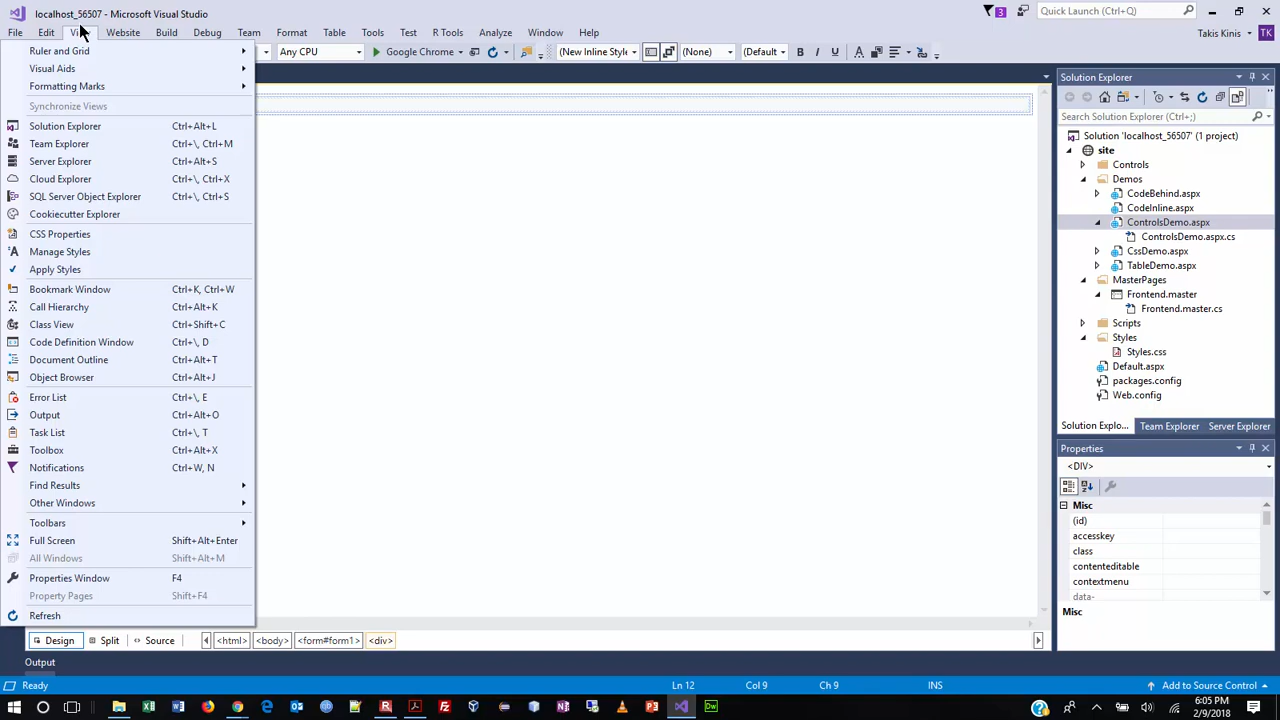 localhost_56507 - Microsoft Visual Studio
3
Quick Launch (Ctrl+Q)
File Edit View Website Build Debug Team Format Table Tools Test R Tools Analyze Window Help
Takis Kinis TK
Any CPU Google Chrome (New Inline Style) (None) (Default) B I U A
Ruler and Grid
Visual Aids
Formatting Marks
Synchronize Views
Solution Explorer Ctrl+Alt+L
Team Explorer Ctrl+\, Ctrl+M
Server Explorer Ctrl+Alt+S
Cloud Explorer Ctrl+\, Ctrl+X
SQL Server Object Explorer Ctrl+\, Ctrl+S
Cookiecutter Explorer
CSS Properties
Manage Styles
Apply Styles
Bookmark Window Ctrl+K, Ctrl+W
Call Hierarchy Ctrl+Alt+K
Class View Ctrl+Shift+C
Code Definition Window Ctrl+\, D
Document Outline Ctrl+Alt+T
Object Browser Ctrl+Alt+J
Error List Ctrl+\, E
Output Ctrl+Alt+O
Task List Ctrl+\, T
Toolbox Ctrl+Alt+X
Notifications Ctrl+W, N
Find Results
Other Windows
Toolbars
Full Screen Shift+Alt+Enter
All Windows Shift+Alt+M
Properties Window F4
Property Pages Shift+F4
Refresh
Solution Explorer
Search Solution Explorer (Ctrl+;)
Solution 'localhost_56507' (1 project)
site
Controls
Demos
CodeBehind.aspx
CodeInline.aspx
ControlsDemo.aspx
ControlsDemo.aspx.cs
CssDemo.aspx
TableDemo.aspx
MasterPages
Frontend.master
Frontend.master.cs
Scripts
Styles
Styles.css
Default.aspx
packages.config
Web.config
Solution Explo... Team Explorer Server Explorer
Properties
<DIV>
Misc
(id)
accesskey
class
contenteditable
contextmenu
data-
Misc
Design Split Source <html> <body> <form#form1> <div>
Output
Ready Ln 12 Col 9 Ch 9 INS Add to Source Control
6:05 PM
2/9/2018